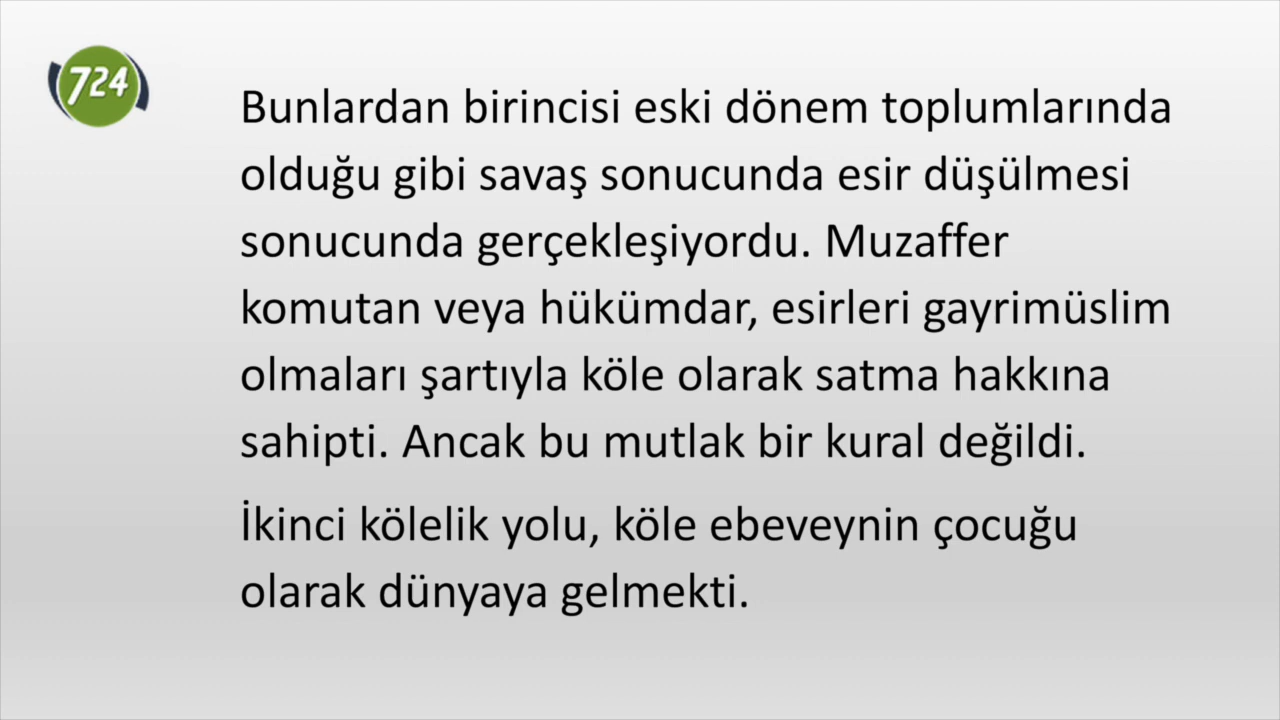 724
Bunlardan birincisi eski dönem toplumlarında
olduğu gibi savaş sonucunda esir düşülmesi
sonucunda gerçekleşiyordu. Muzaffer
komutan veya hükümdar, esirleri gayrimüslim
olmaları şartıyla köle olarak satma hakkına
sahipti. Ancak bu mutlak bir kural değildi.
İkinci kölelik yolu, köle ebeveynin çocuğu
olarak dünyaya gelmekti.